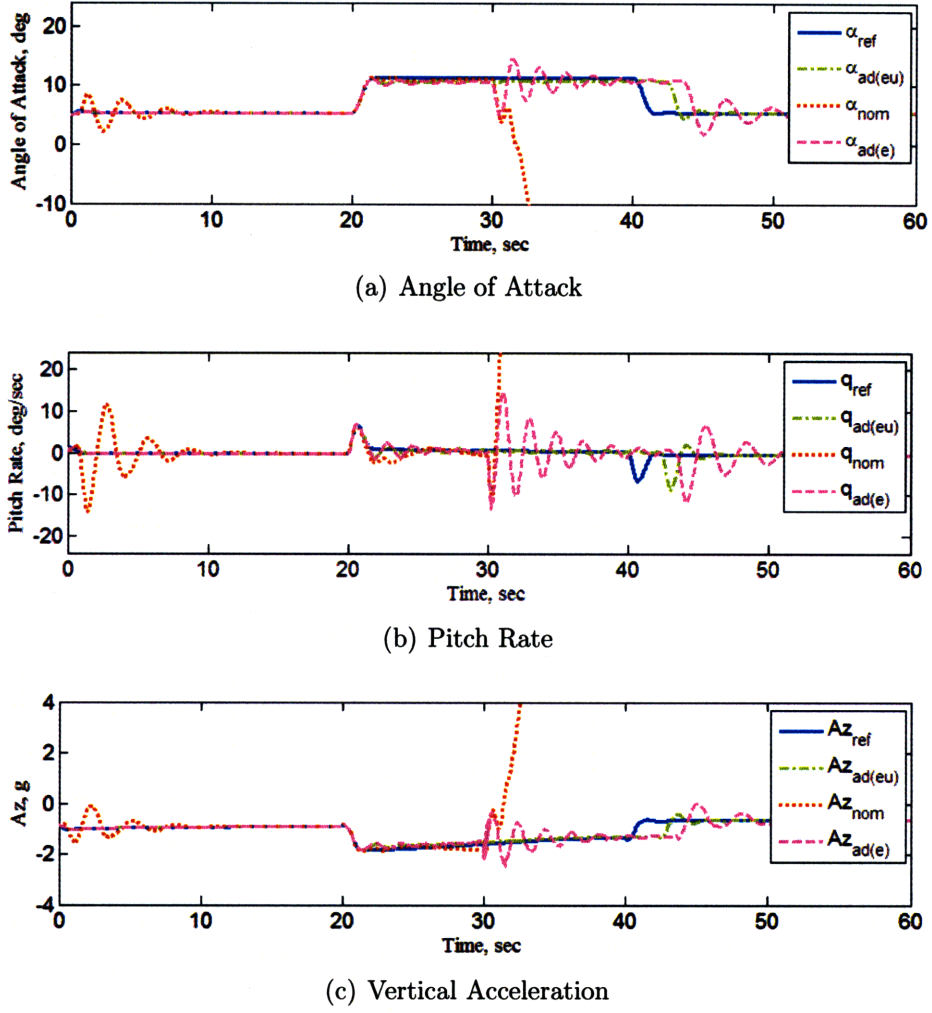 Angle of Attack, deg
20
10
0
-10
0
10
20
30
40
50
60
Time, sec
α_ref
α_ad(eu)
α_nom
α_ad(e)
(a) Angle of Attack
Pitch Rate, deg/sec
20
10
0
-10
-20
0
10
20
30
40
50
60
Time, sec
q_ref
q_ad(eu)
q_nom
q_ad(e)
(b) Pitch Rate
Az, g
4
2
0
-2
-4
0
10
20
30
40
50
60
Time, sec
Az_ref
Az_ad(eu)
Az_nom
Az_ad(e)
(c) Vertical Acceleration